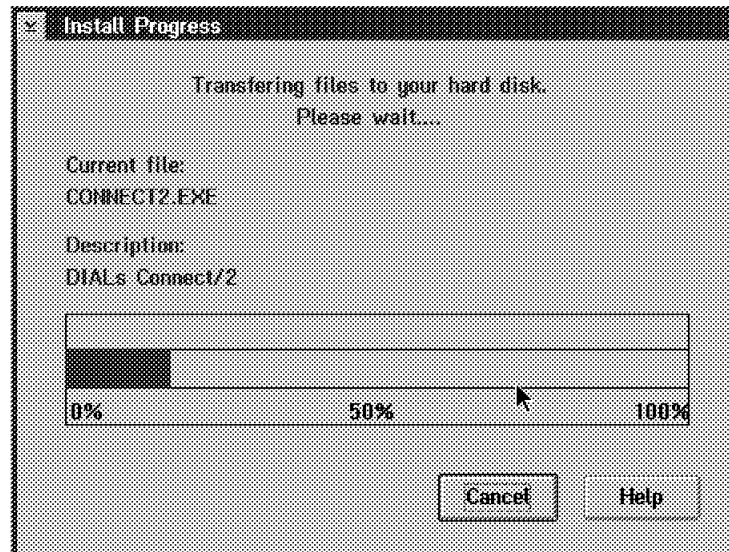 Install Progress
Transfering files to your hard disk.
Please wait....
Current file:
CONNECT2.EXE
Description:
DIALs Connect/2
0% 50% 100%
Cancel Help